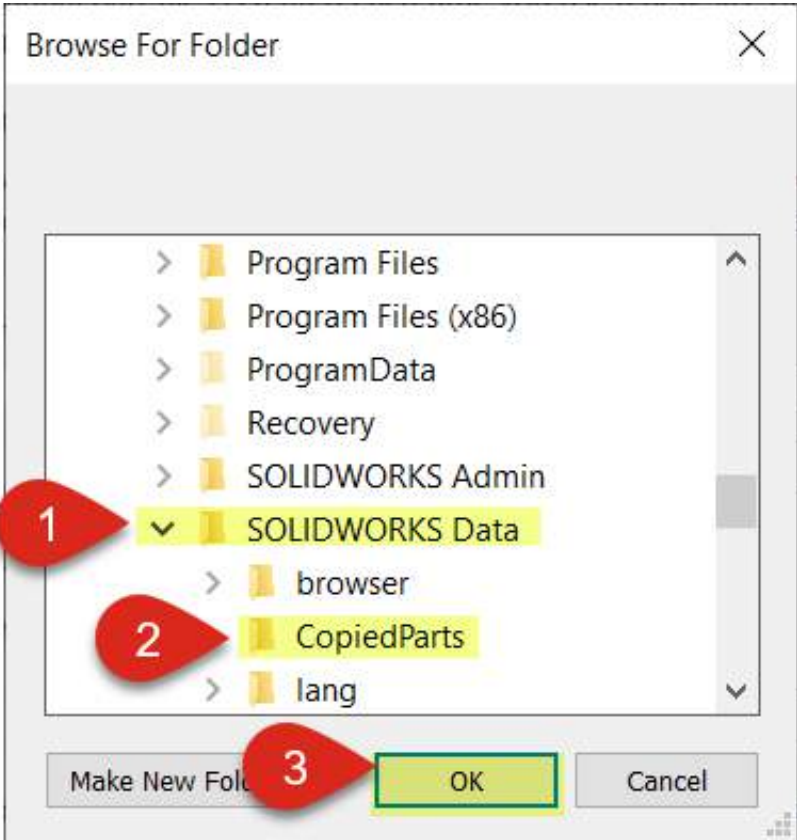 Browse For Folder
Program Files
Program Files (x86)
ProgramData
Recovery
SOLIDWORKS Admin
1 SOLIDWORKS Data
browser
2 CopiedParts
lang
Make New Fol 3 OK Cancel